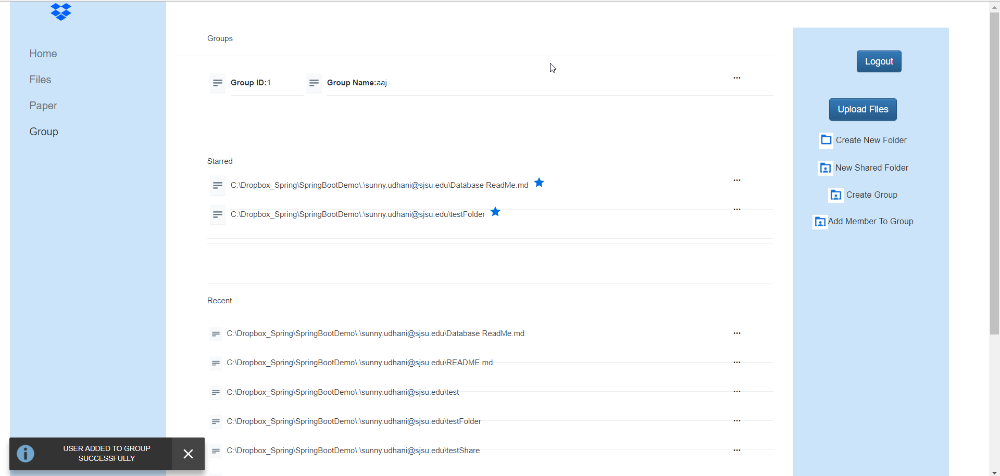 Home
Files
Paper
Group
Groups
Group ID:1
Group Name:aaj
...
Starred
C:\Dropbox_Spring\SpringBootDemo\.\sunny.udhani@sjsu.edu\Database ReadMe.md
...
C:\Dropbox_Spring\SpringBootDemo\.\sunny.udhani@sjsu.edu\testFolder
...
Recent
C:\Dropbox_Spring\SpringBootDemo\.\sunny.udhani@sjsu.edu\Database ReadMe.md
...
C:\Dropbox_Spring\SpringBootDemo\.\sunny.udhani@sjsu.edu\README.md
...
C:\Dropbox_Spring\SpringBootDemo\.\sunny.udhani@sjsu.edu\test
...
C:\Dropbox_Spring\SpringBootDemo\.\sunny.udhani@sjsu.edu\testFolder
...
C:\Dropbox_Spring\SpringBootDemo\.\sunny.udhani@sjsu.edu\testShare
...
Logout
Upload Files
Create New Folder
New Shared Folder
Create Group
Add Member To Group
USER ADDED TO GROUP
SUCCESSFULLY